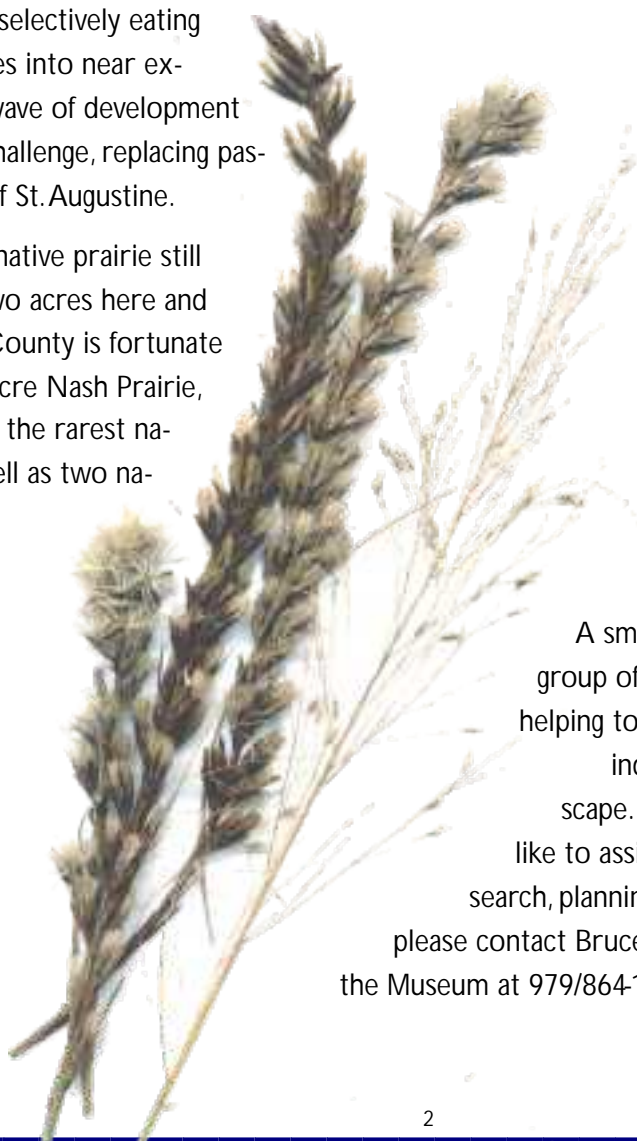 selectively eating
es into near ex-
wave of development
hallenge, replacing pas-
f St. Augustine.
native prairie still
wo acres here and
County is fortunate
cre Nash Prairie,
the rarest na-
ell as two na-
A sm
group of
helping to
inc
scape.
like to assi
search, plannin
please contact Bruce
the Museum at 979/864-1
2